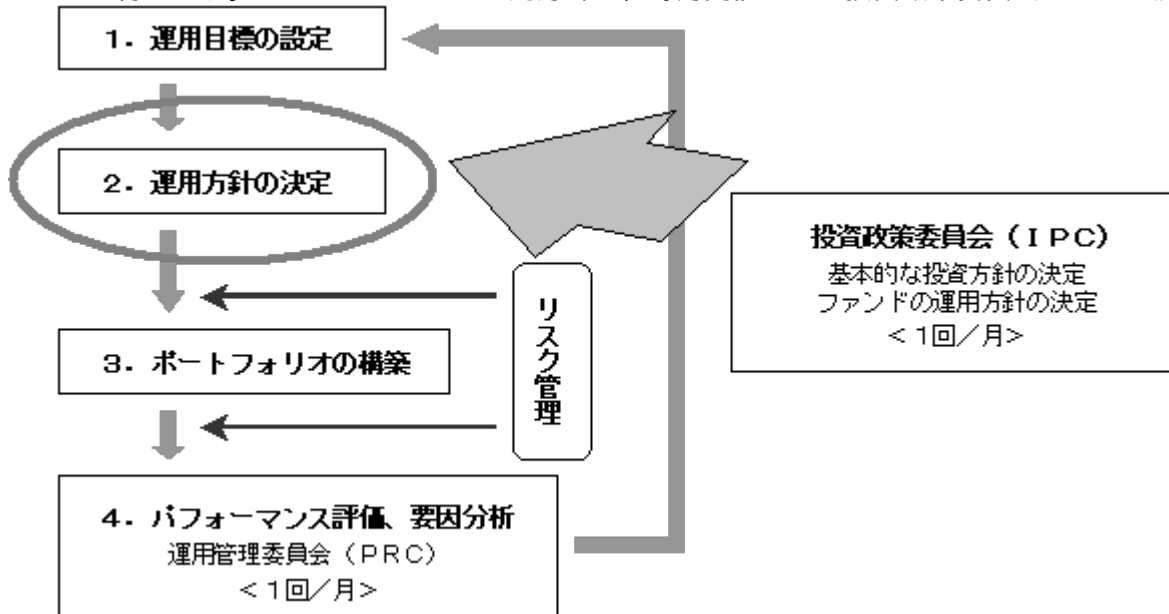 １．運用目標の設定
２．運用方針の決定
３．ポートフォリオの構築
４．パフォーマンス評価、要因分析
運用管理委員会（ＰＲＣ）
＜１回／月＞
リスク管理
投資政策委員会（ＩＰＣ）
基本的な投資方針の決定
ファンドの運用方針の決定
＜１回／月＞